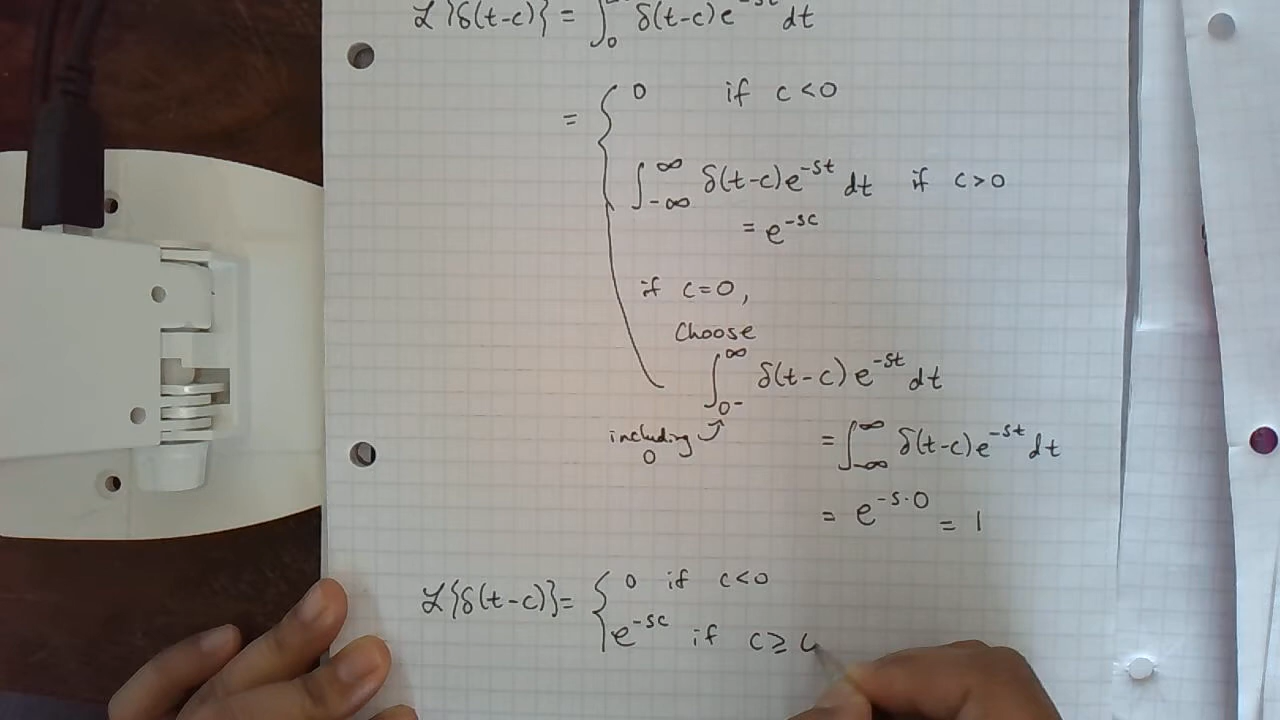 ℒ{δ(t-c)} = ∫₀^∞ δ(t-c)e^{-st} dt
= { 0 if c<0
∫_{-∞}^{∞} δ(t-c)e^{-st} dt if c>0
= e^{-sc}
if c=0,
Choose
∫_{0-}^{∞} δ(t-c) e^{-st} dt
including
0
= ∫_{-∞}^{∞} δ(t-c)e^{-st} dt
= e^{-s·0} = 1
ℒ{δ(t-c)} = { 0 if c<0
e^{-sc} if c≥